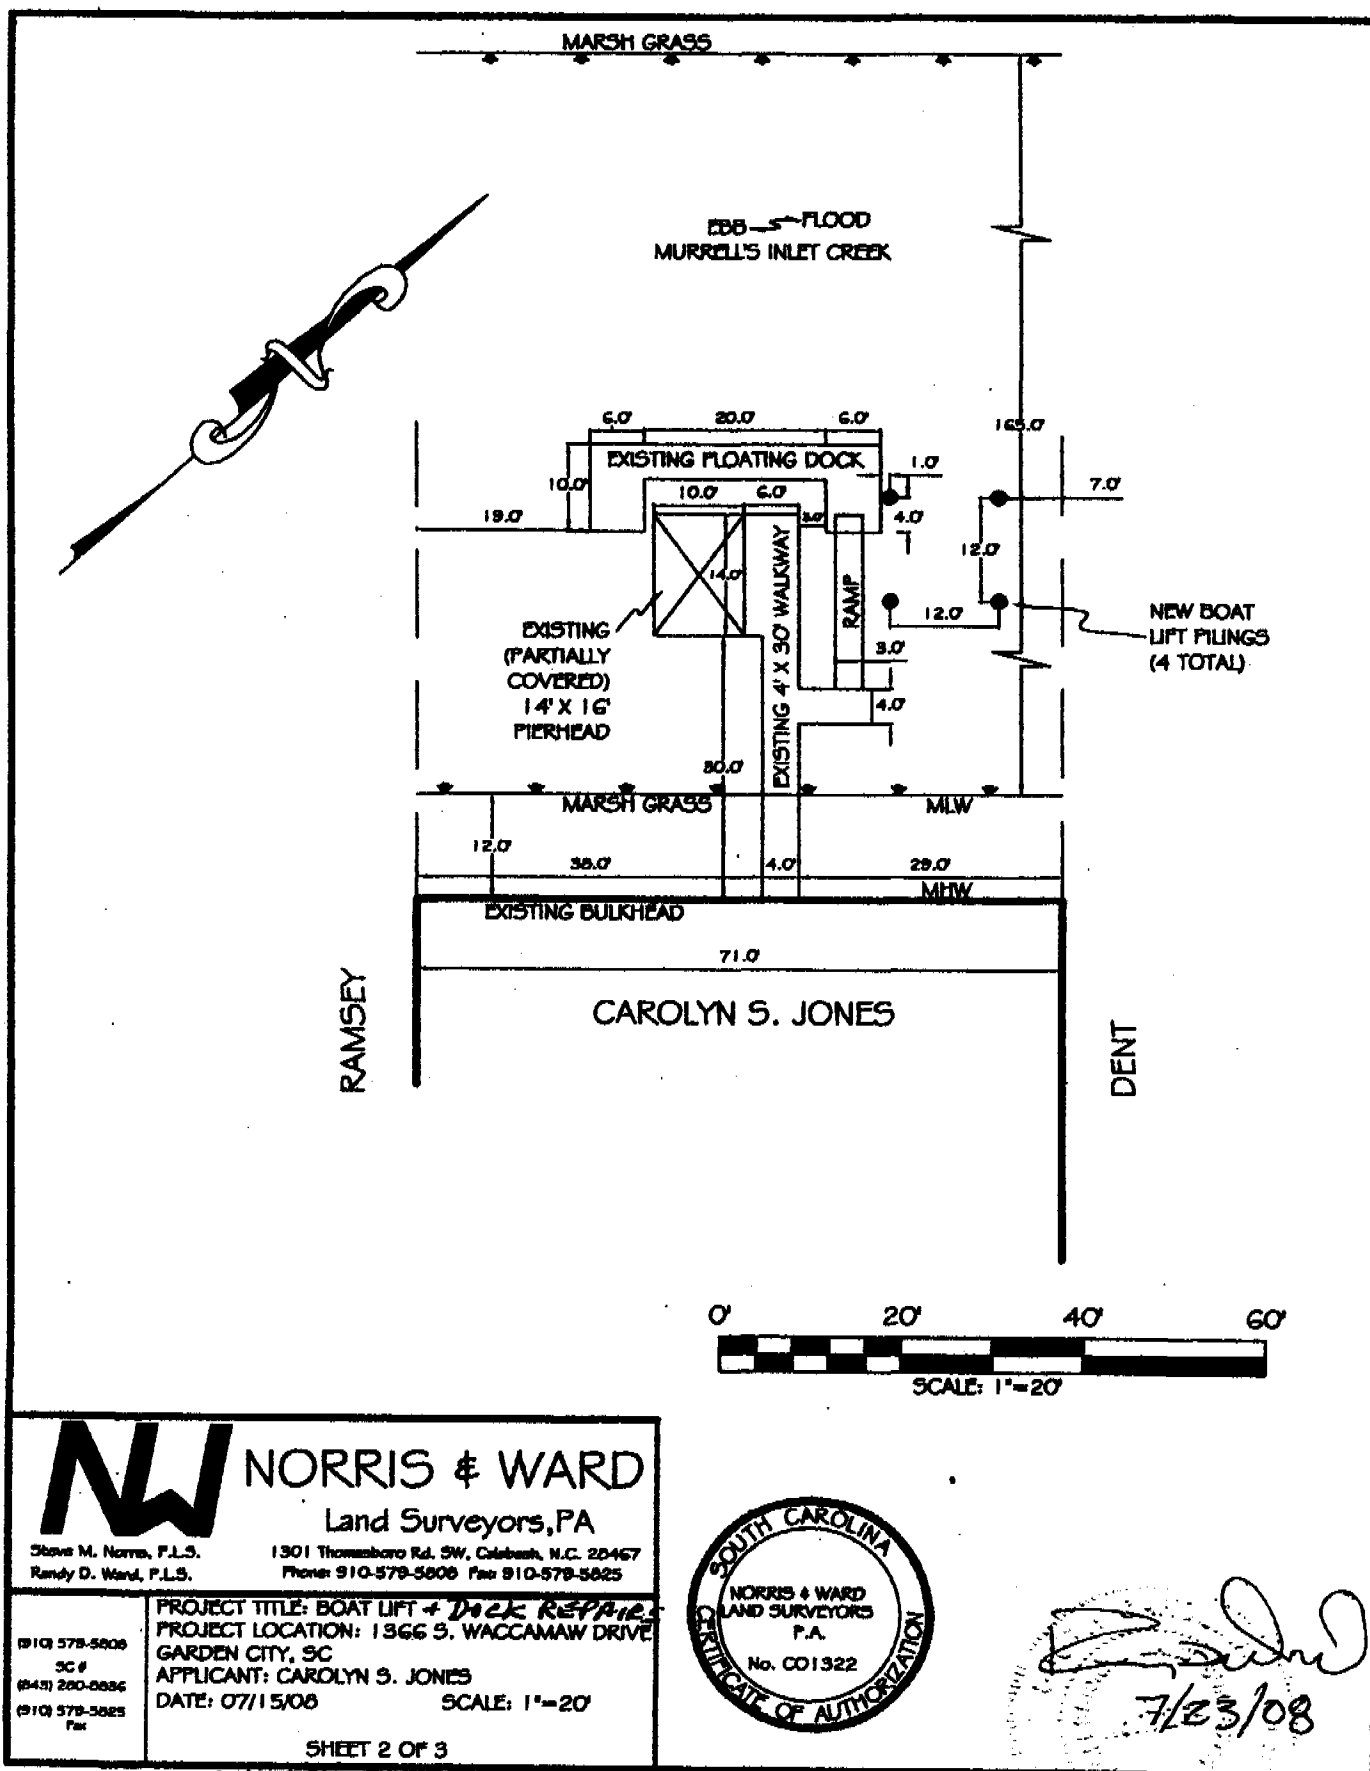 MARSH GRASS
EBB FLOOD
MURRELL'S INLET CREEK
6.0' 20.0' 6.0'
165.0'
EXISTING FLOATING DOCK
1.0'
10.0'
10.0' 6.0'
7.0'
19.0'
4.0'
12.0'
14.0'
EXISTING 4' X 30' WALKWAY
RAMP
12.0'
NEW BOAT
LIFT PILINGS
(4 TOTAL)
EXISTING
(PARTIALLY
COVERED)
14' X 16'
PIERHEAD
3.0'
4.0'
30.0'
MARSH GRASS MLW
12.0'
38.0' 4.0' 29.0'
MHW
EXISTING BULKHEAD
71.0'
RAMSEY
CAROLYN S. JONES
DENT
0' 20' 40' 60'
SCALE: 1"=20'
NW NORRIS & WARD
Land Surveyors, PA
Steve M. Norris, P.L.S.
Randy D. Ward, P.L.S.
1301 Thomasboro Rd. SW, Calabash, N.C. 28467
Phone: 910-579-5808 Fax: 910-579-5825
(910) 579-5808
SC #
(910) 579-5825
Fax
PROJECT TITLE: BOAT LIFT + DOCK REPAIRS
PROJECT LOCATION: 1366 S. WACCAMAW DRIVE
GARDEN CITY, SC
APPLICANT: CAROLYN S. JONES
DATE: 07/15/08 SCALE: 1"=20'
SHEET 2 OF 3
SOUTH CAROLINA
NORRIS & WARD
LAND SURVEYORS
P.A.
No. CO1322
CERTIFICATE OF AUTHORIZATION
7/23/08